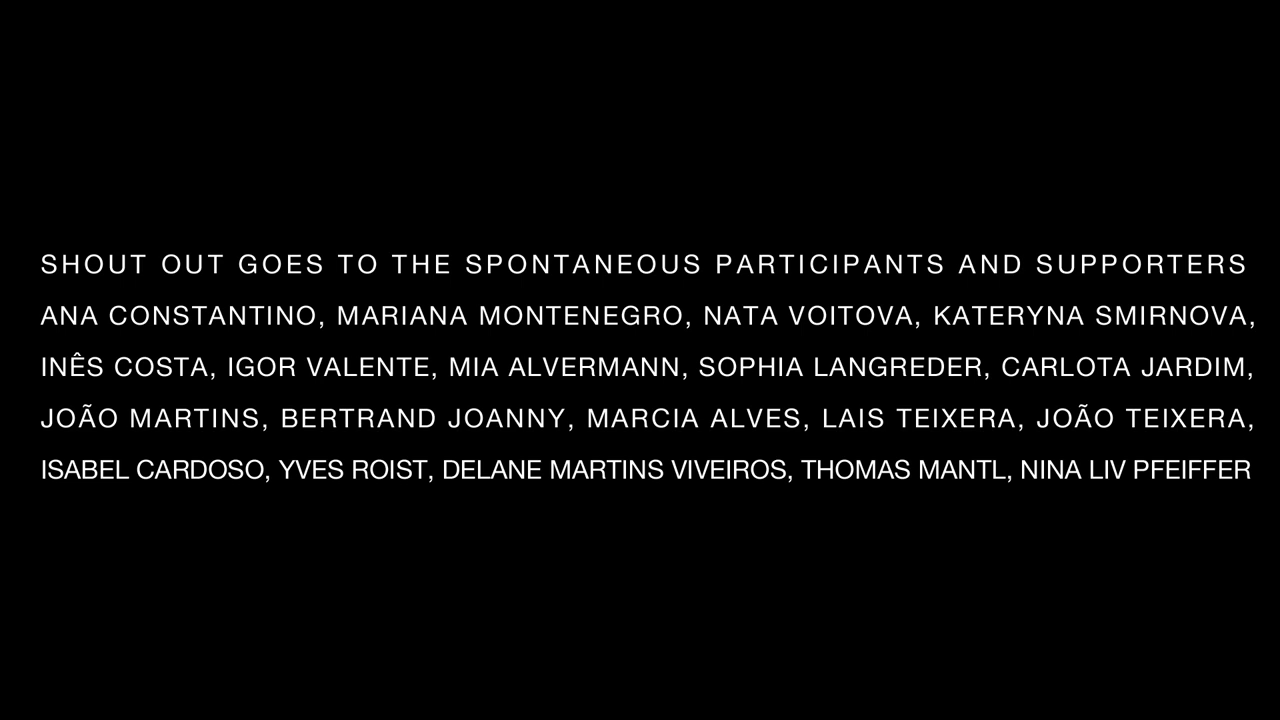 SHOUT OUT GOES TO THE SPONTANEOUS PARTICIPANTS AND SUPPORTERS
ANA CONSTANTINO, MARIANA MONTENEGRO, NATA VOITOVA, KATERYNA SMIRNOVA,
INÊS COSTA, IGOR VALENTE, MIA ALVERMANN, SOPHIA LANGREDER, CARLOTA JARDIM,
JOÃO MARTINS, BERTRAND JOANNY, MARCIA ALVES, LAIS TEIXERA, JOÃO TEIXERA,
ISABEL CARDOSO, YVES ROIST, DELANE MARTINS VIVEIROS, THOMAS MANTL, NINA LIV PFEIFFER